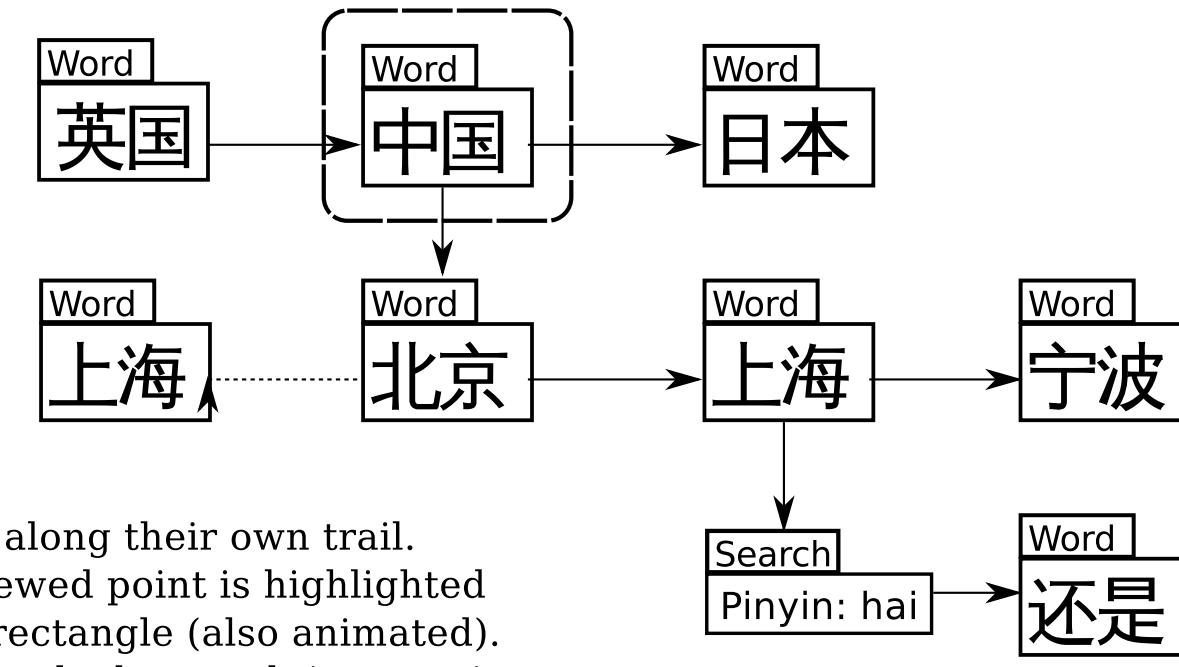 Word
英国
Word
中国
Word
日本
Word
上海
Word
北京
Word
上海
Word
宁波
Search
Pinyin: hai
Word
还是
along their own trail.
ewed point is highlighted
rectangle (also animated).